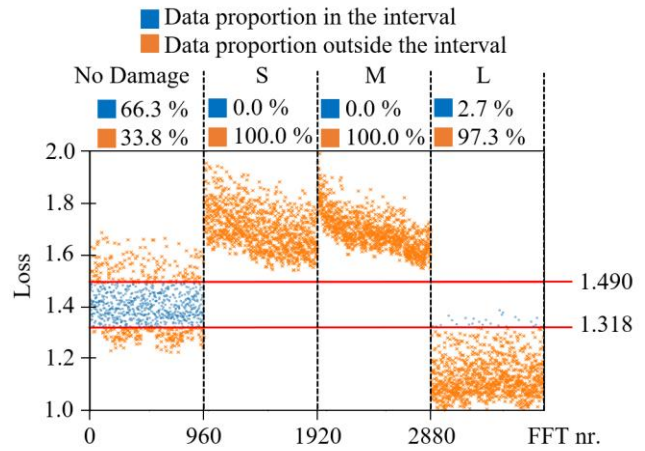 Data proportion in the interval
Data proportion outside the interval
No Damage S M L
66.3 % 0.0 % 0.0 % 2.7 %
33.8 % 100.0 % 100.0 % 97.3 %
2.0
1.8
1.6
1.490
1.4
1.318
1.2
1.0
Loss
0 960 1920 2880 FFT nr.